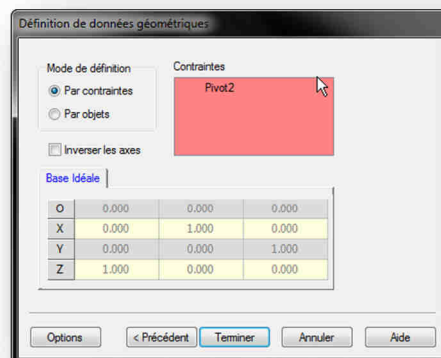 Définition de données géométriques
Mode de définition
Par contraintes
Par objets
Inverser les axes
Contraintes
Pivot2
Base Idéale
O 0.000 0.000 0.000
X 0.000 1.000 0.000
Y 0.000 0.000 1.000
Z 1.000 0.000 0.000
Options < Précédent Terminer Annuler Aide